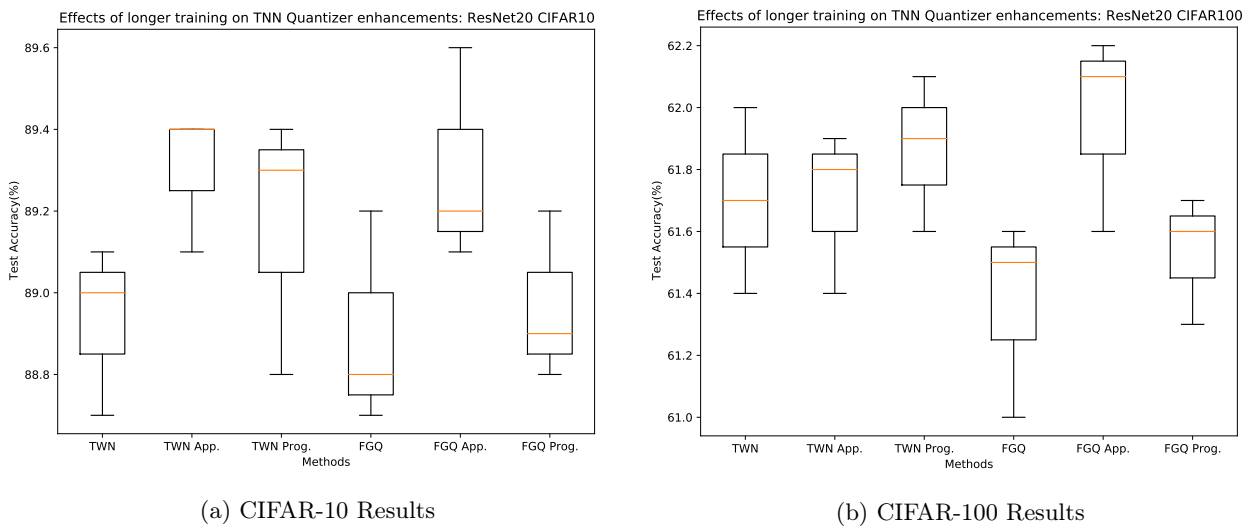 Effects of longer training on TNN Quantizer enhancements: ResNet20 CIFAR10
89.6
89.4
89.2
89.0
88.8
Test Accuracy(%)
TWN TWN App. TWN Prog. FGQ FGQ App. FGQ Prog.
Methods
(a) CIFAR-10 Results
Effects of longer training on TNN Quantizer enhancements: ResNet20 CIFAR100
62.2
62.0
61.8
61.6
61.4
61.2
61.0
Test Accuracy(%)
TWN TWN App. TWN Prog. FGQ FGQ App. FGQ Prog.
Methods
(b) CIFAR-100 Results